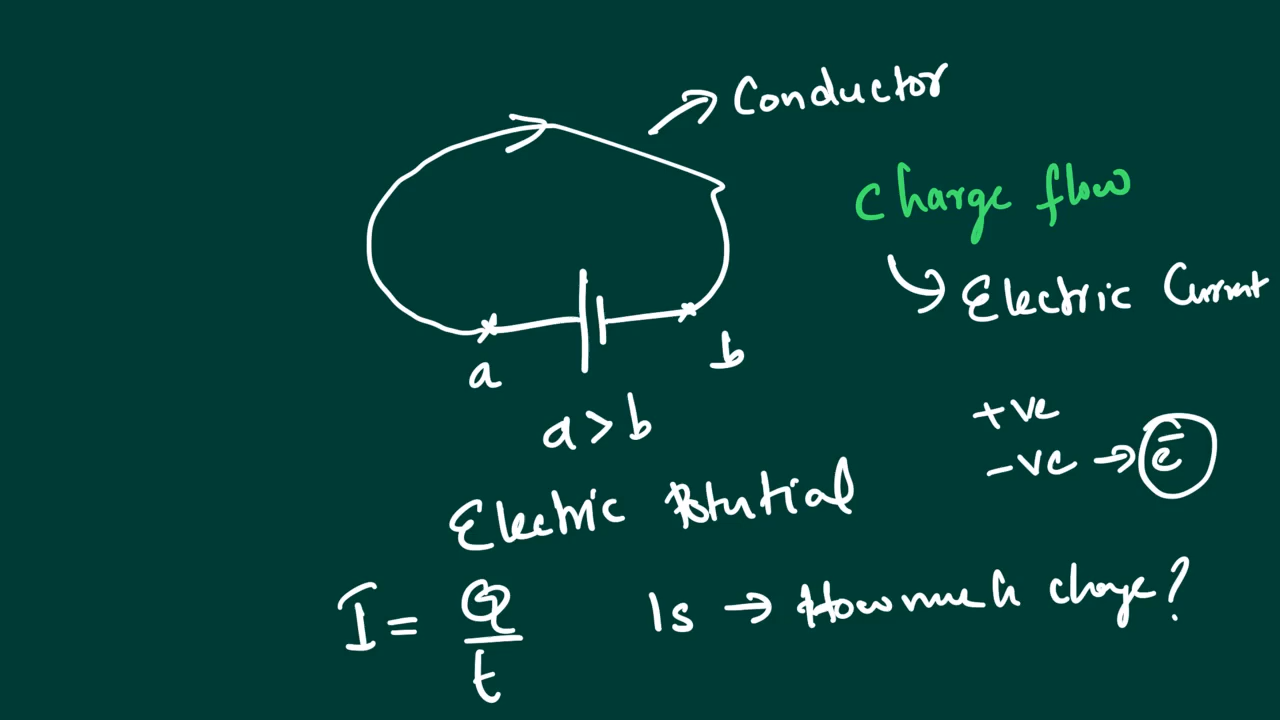 Conductor
Charge flow
Electric Current
a
b
a > b
+ve
-ve → e⁻
Electric Potential
I = Q/t
1s → How much charge?